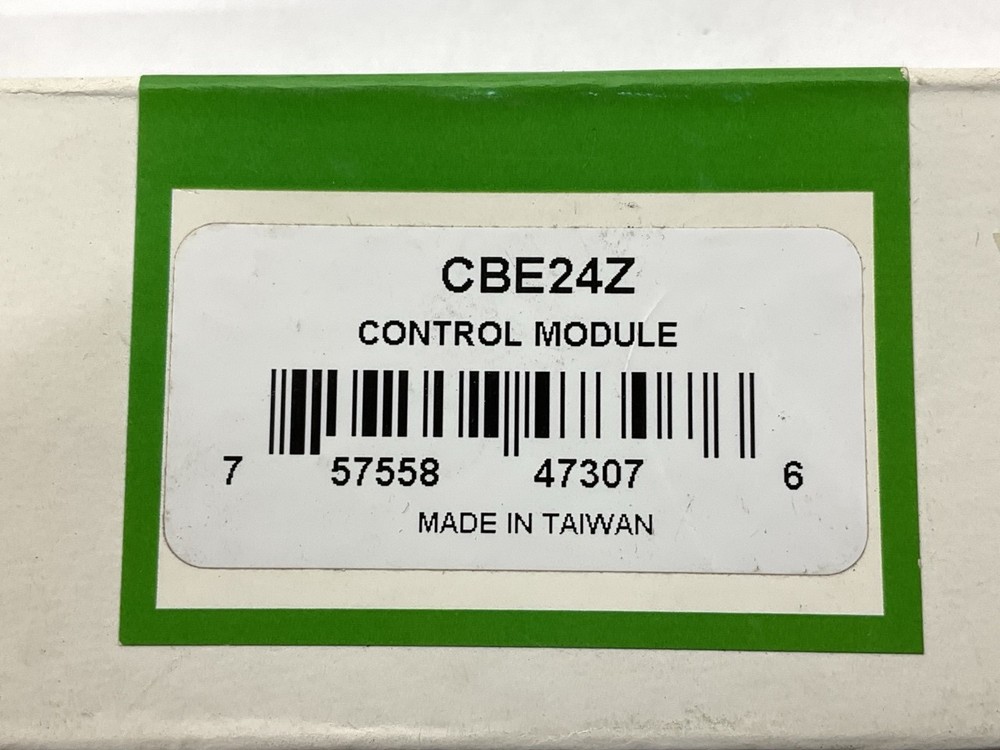 CBE24Z
CONTROL MODULE
7 57558 47307 6
MADE IN TAIWAN